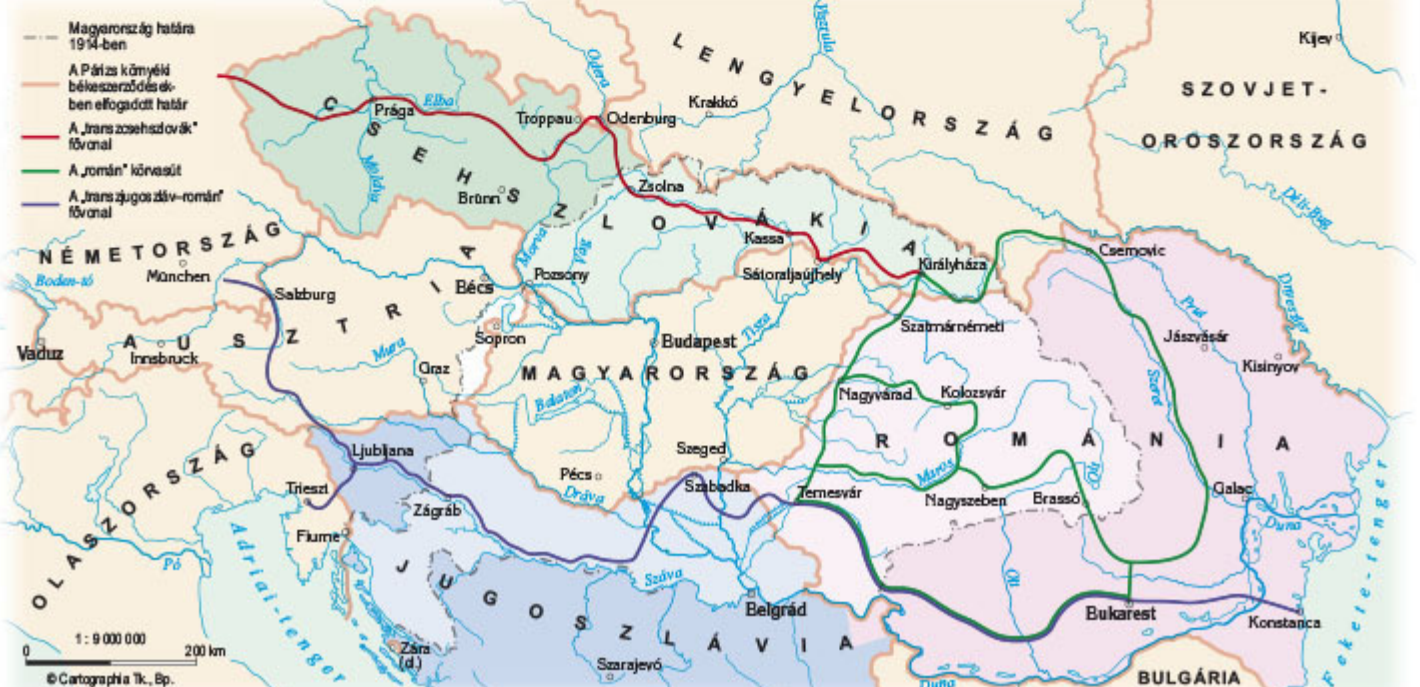 Magyarország határa
1914-ben
A Párizs környéki
békeszerződések-
ben elfogadott határ
A „transzcsehszlovák”
fővonal
A „román” körvasút
A „transzjugoszláv–román”
fővonal
LENGYELORSZÁG
Visztula
Kijev
SZOVJET-
OROSZORSZÁG
Odera
Krakkó
CSEHSZLOVÁKIA
Prága
Elba
Troppau
Odenburg
Moldva
Brünn
Zsolna
Déli-Bug
NÉMETORSZÁG
München
Boden-tó
Morva
Vág
Kassa
Királyháza
Csernovic
Sátoraljaújhely
Bécs
Pozsony
Salzburg
AUSZTRIA
Prut
Dnyeszter
Szatmárnémeti
Vaduz
Innsbruck
Sopron
Budapest
Tisza
Jászvásár
Kisinyov
Mura
Graz
MAGYARORSZÁG
Balaton
Nagyvárad
Kolozsvár
Szeret
ROMÁNIA
OLASZORSZÁG
Ljubljana
Szeged
Pécs
Maros
Olt
Trieszt
Dráva
Szabadka
Temesvár
Nagyszeben
Brassó
Galac
Zágráb
Duna
Fiume
Adriai-tenger
Fekete-tenger
Pó
JUGOSZLÁVIA
Száva
Belgrád
Olt
Bukarest
Konstanca
1 : 9 000 000
0 200 km
Zára
(ol.)
Szarajevó
Duna
BULGÁRIA
© Cartographia Tk., Bp.